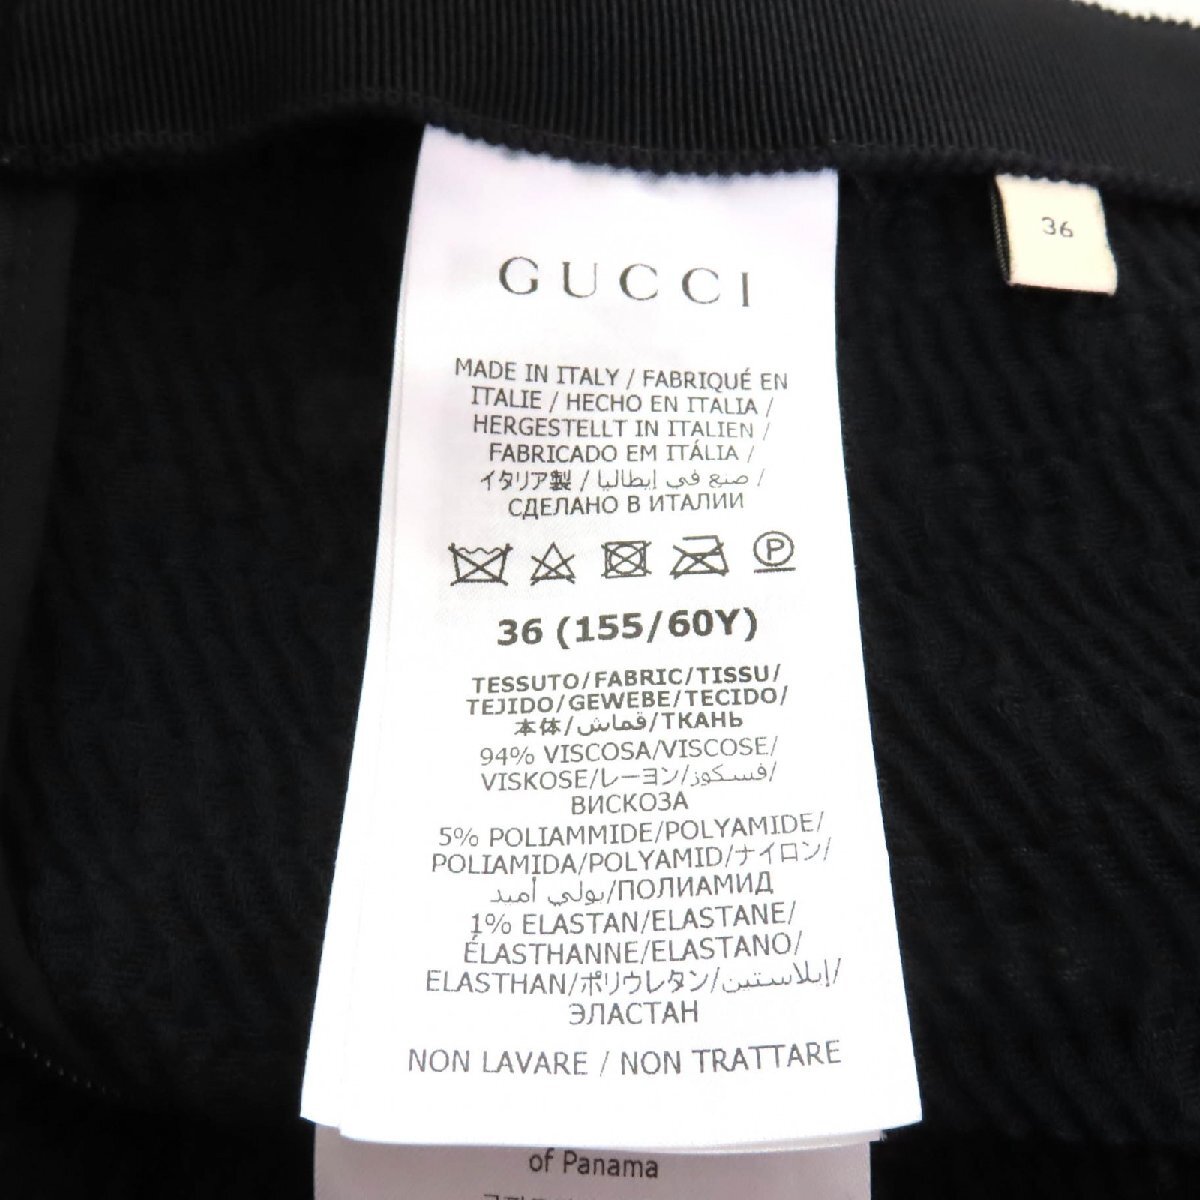 36
GUCCI
MADE IN ITALY / FABRIQUÉ EN
ITALIE / HECHO EN ITALIA /
HERGESTELLT IN ITALIEN /
FABRICADO EM ITÁLIA /
イタリア製 / صنع في إيطاليا /
СДЕЛАНО В ИТАЛИИ
P
36 (155/60Y)
TESSUTO/FABRIC/TISSU/
TEJIDO/GEWEBE/TECIDO/
本体/قماش/ТКАНЬ
94% VISCOSA/VISCOSE/
VISKOSE/レーヨン/فسكوز/
ВИСКОЗА
5% POLIAMMIDE/POLYAMIDE/
POLIAMIDA/POLYAMID/ナイロン/
بولي أميد/ПОЛИАМИД
1% ELASTAN/ELASTANE/
ÉLASTHANNE/ELASTANO/
ELASTHAN/ポリウレタン/إيلاستين/
ЭЛАСТАН
NON LAVARE / NON TRATTARE
of Panama